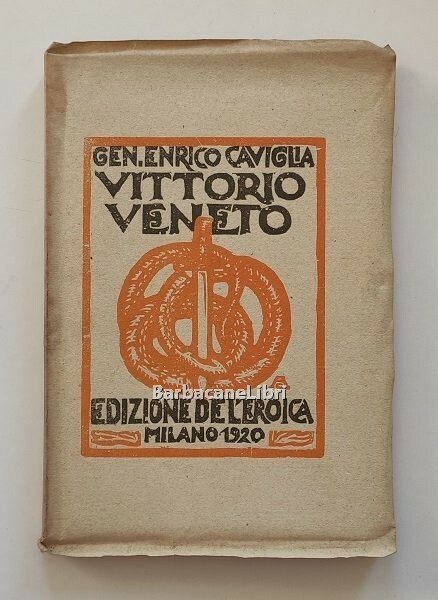 GEN. ENRICO CAVIGLIA
VITTORIO
VENETO
BarbacaneLibri
EDIZIONE DE L'EROICA
MILANO 1920